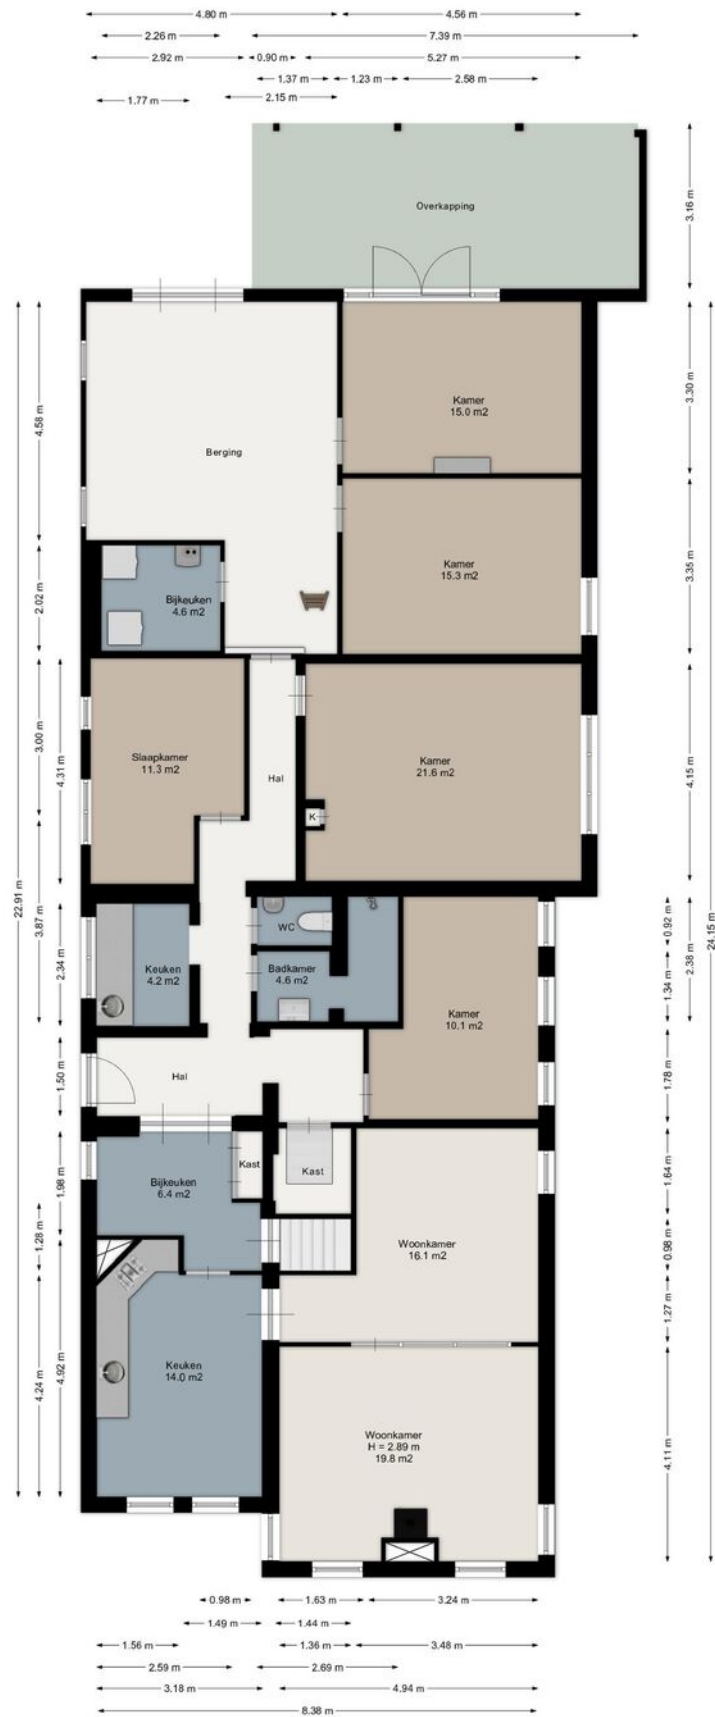 4.80 m
4.56 m
2.26 m
7.39 m
2.92 m
0.90 m
5.27 m
1.37 m
1.23 m
2.58 m
1.77 m
2.15 m
3.16 m
Overkapping
4.58 m
3.30 m
Kamer
15.0 m2
Berging
3.35 m
Kamer
15.3 m2
2.02 m
Bijkeuken
4.6 m2
3.00 m
4.31 m
Slaapkamer
11.3 m2
Hal
Kamer
21.6 m2
4.15 m
K
22.91 m
24.15 m
3.87 m
2.34 m
Keuken
4.2 m2
WC
Badkamer
4.6 m2
Kamer
10.1 m2
0.92 m
2.38 m
1.34 m
1.50 m
Hal
1.78 m
1.98 m
Kast
Kast
Bijkeuken
6.4 m2
1.64 m
1.28 m
Woonkamer
16.1 m2
0.98 m
1.27 m
4.24 m
4.92 m
Keuken
14.0 m2
Woonkamer
H = 2.89 m
19.8 m2
4.11 m
0.98 m
1.63 m
3.24 m
1.49 m
1.44 m
1.56 m
1.36 m
3.48 m
2.59 m
2.69 m
3.18 m
4.94 m
8.38 m